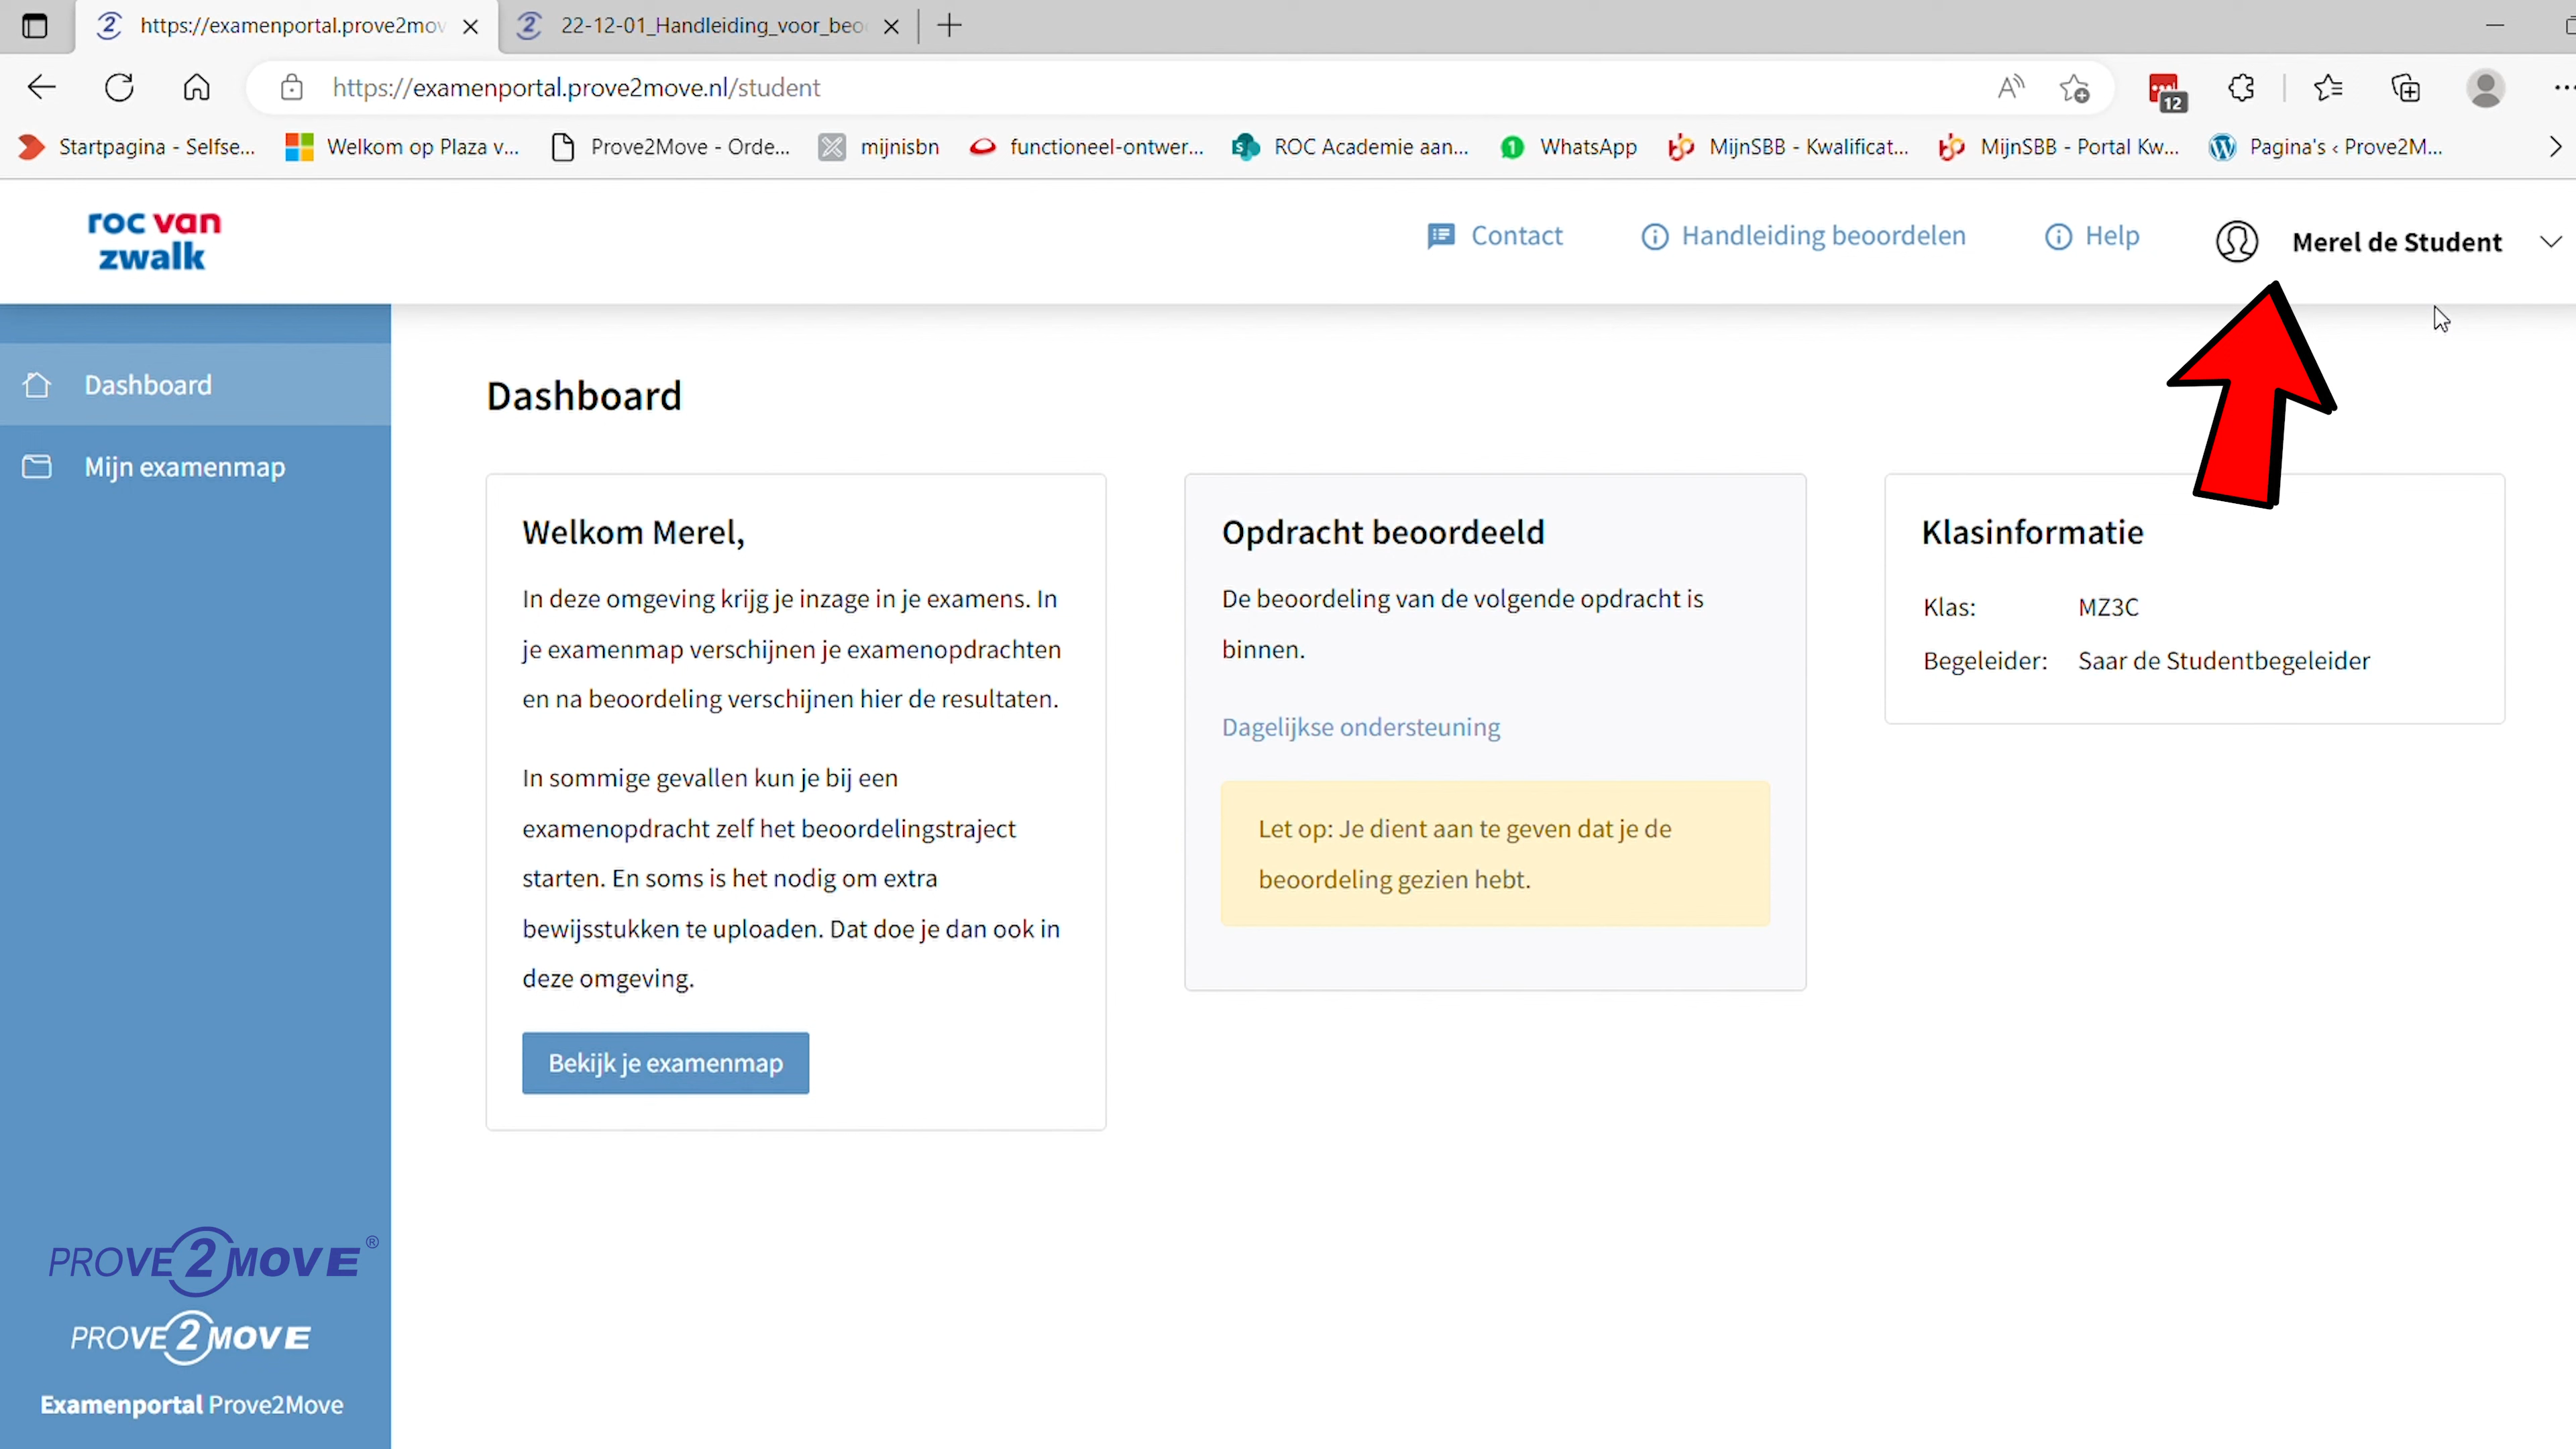 https://examenportal.prove2mov
22-12-01_Handleiding_voor_beo
https://examenportal.prove2move.nl/student
12
Startpagina - Selfse...
Welkom op Plaza v...
Prove2Move - Orde...
mijnisbn
functioneel-ontwer...
ROC Academie aan...
WhatsApp
MijnSBB - Kwalificat...
MijnSBB - Portal Kw...
Pagina's ‹ Prove2M...
roc van
zwalk
Contact
Handleiding beoordelen
Help
Merel de Student
Dashboard
Mijn examenmap
Dashboard
Welkom Merel,
In deze omgeving krijg je inzage in je examens. In
je examenmap verschijnen je examenopdrachten
en na beoordeling verschijnen hier de resultaten.
In sommige gevallen kun je bij een
examenopdracht zelf het beoordelingstraject
starten. En soms is het nodig om extra
bewijsstukken te uploaden. Dat doe je dan ook in
deze omgeving.
Bekijk je examenmap
Opdracht beoordeeld
De beoordeling van de volgende opdracht is
binnen.
Dagelijkse ondersteuning
Let op: Je dient aan te geven dat je de
beoordeling gezien hebt.
Klasinformatie
Klas: MZ3C
Begeleider: Saar de Studentbegeleider
PROVE2MOVE®
PROVE2MOVE
Examenportal Prove2Move